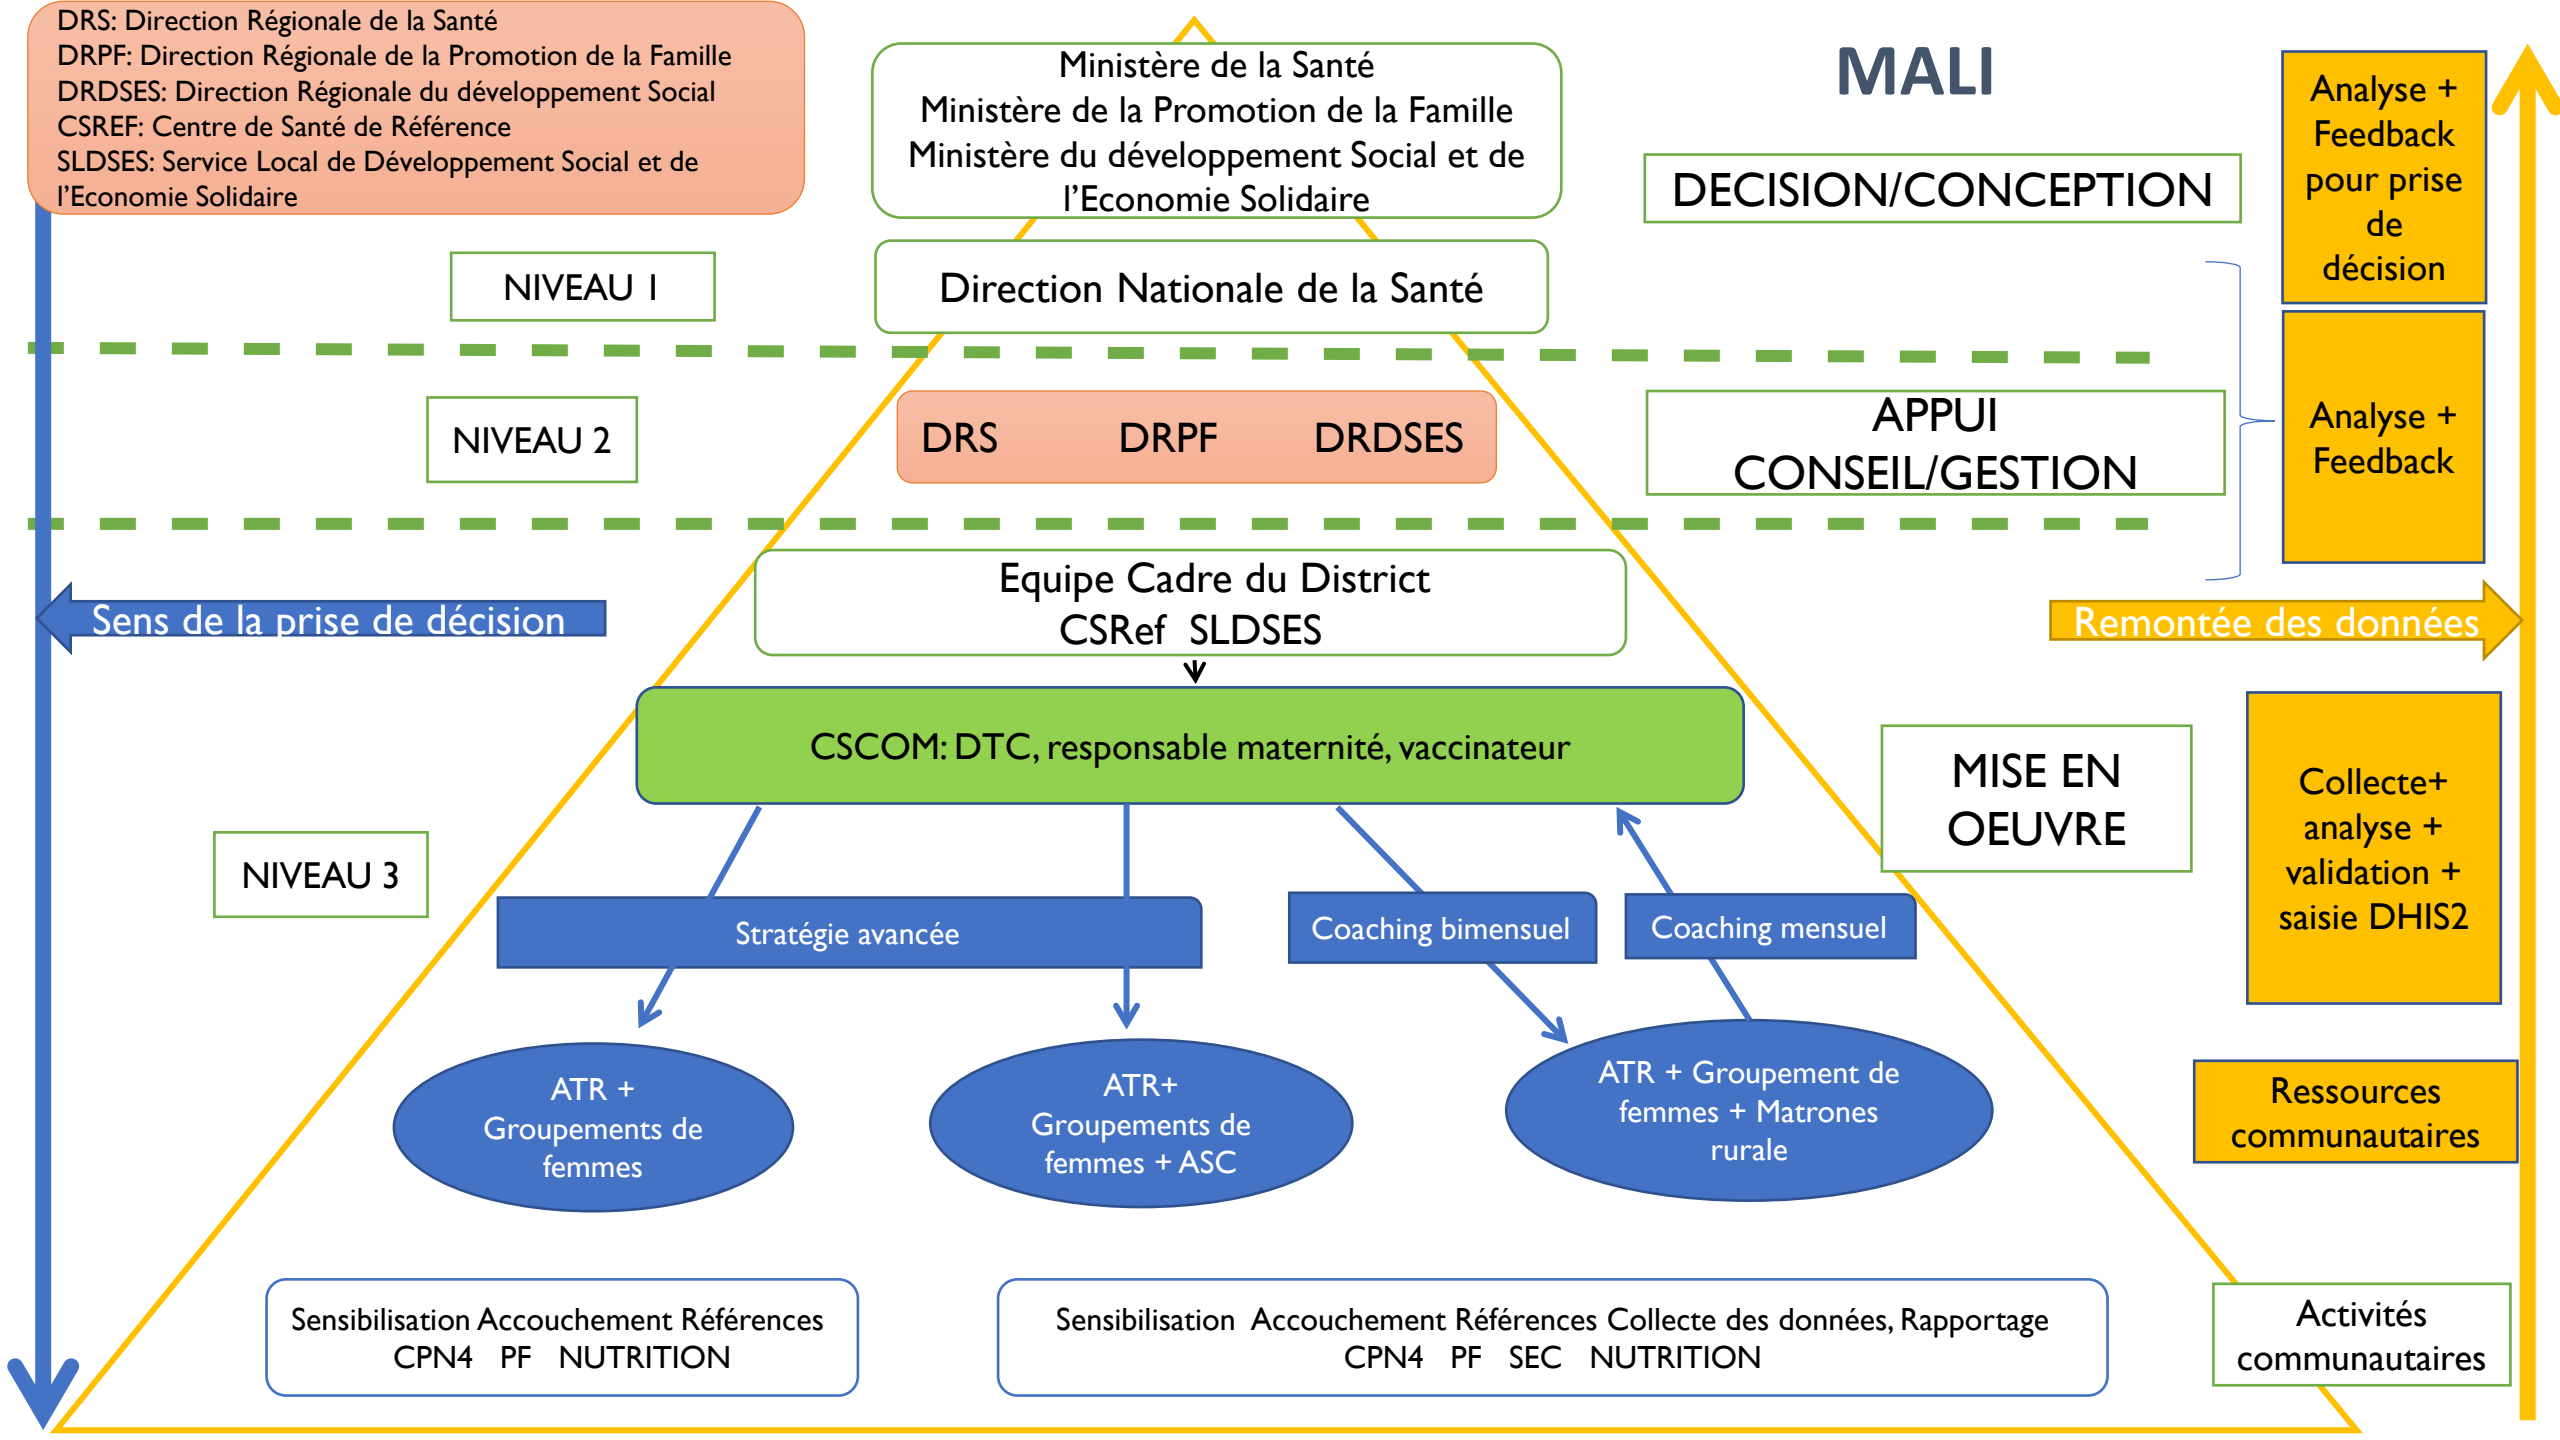 DRS: Direction Régionale de la Santé
DRPF: Direction Régionale de la Promotion de la Famille
DRDSES: Direction Régionale du développement Social
CSREF: Centre de Santé de Référence
SLDSES: Service Local de Développement Social et de
l'Economie Solidaire
Ministère de la Santé
Ministère de la Promotion de la Famille
Ministère du développement Social et de
l'Economie Solidaire
MALI
DECISION/CONCEPTION
Analyse +
Feedback
pour prise
de
décision
NIVEAU 1
Direction Nationale de la Santé
NIVEAU 2
DRS DRPF DRDSES
APPUI
CONSEIL/GESTION
Analyse +
Feedback
Sens de la prise de décision
Equipe Cadre du District
CSRef SLDSES
Remontée des données
CSCOM: DTC, responsable maternité, vaccinateur
MISE EN
OEUVRE
Collecte+
analyse +
validation +
saisie DHIS2
NIVEAU 3
Stratégie avancée
Coaching bimensuel
Coaching mensuel
ATR +
Groupements de
femmes
ATR+
Groupements de
femmes + ASC
ATR + Groupement de
femmes + Matrones
rurale
Ressources
communautaires
Sensibilisation Accouchement Références
CPN4 PF NUTRITION
Sensibilisation Accouchement Références Collecte des données, Rapportage
CPN4 PF SEC NUTRITION
Activités
communautaires